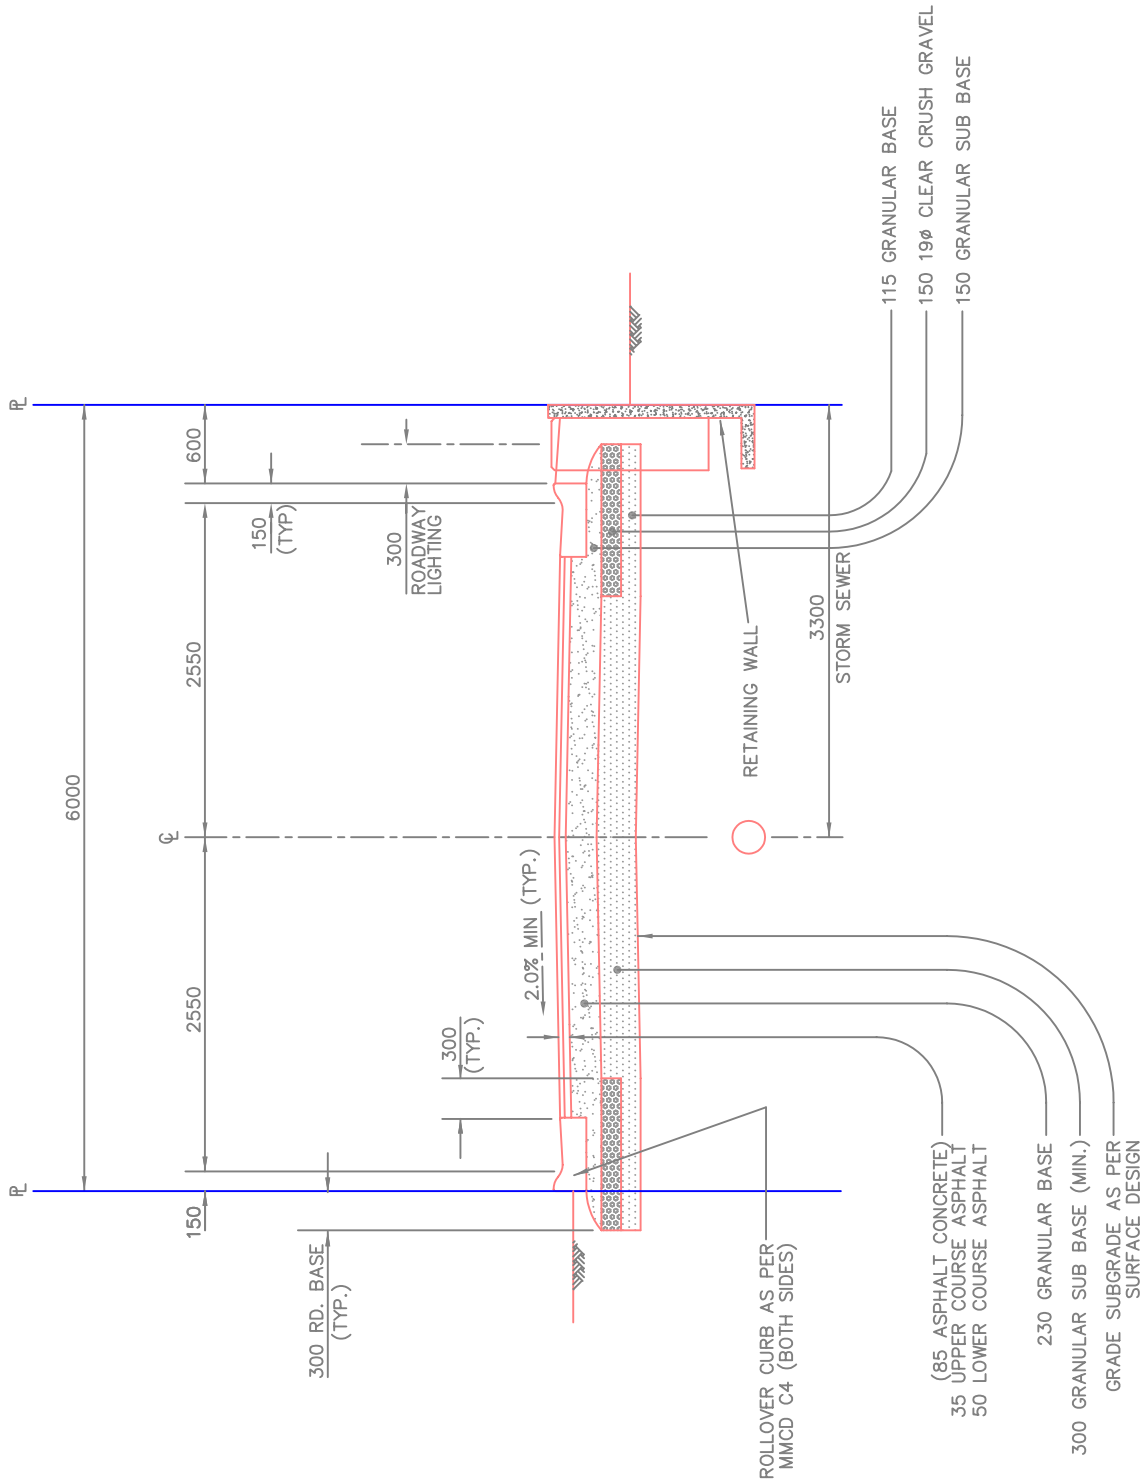 ℄
℄
℄
6000
150
2550
2550
600
150
(TYP)
300
ROADWAY
LIGHTING
300 RD. BASE
(TYP.)
300
(TYP.)
2.0% MIN (TYP.)
ROLLOVER CURB AS PER
MMCD C4 (BOTH SIDES)
RETAINING WALL
3300
STORM SEWER
115 GRANULAR BASE
150 19ø CLEAR CRUSH GRAVEL
150 GRANULAR SUB BASE
(85 ASPHALT CONCRETE)
35 UPPER COURSE ASPHALT
50 LOWER COURSE ASPHALT
230 GRANULAR BASE
300 GRANULAR SUB BASE (MIN.)
GRADE SUBGRADE AS PER
SURFACE DESIGN